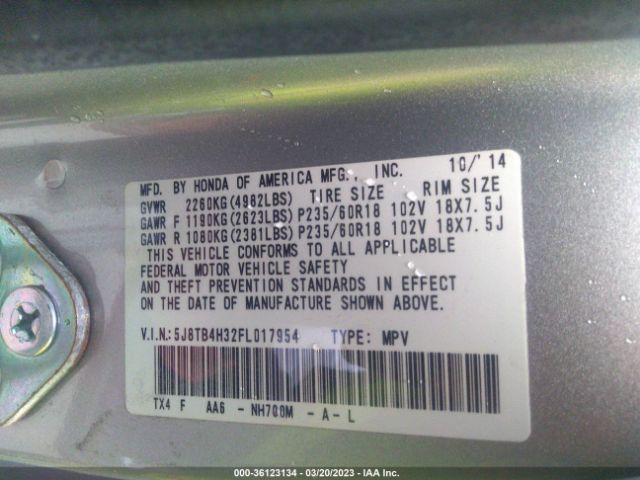 MFD. BY HONDA OF AMERICA MFG., INC. 10/'14
GVWR 2260KG(4982LBS) TIRE SIZE RIM SIZE
GAWR F 1190KG(2623LBS) P235/60R18 102V 18X7.5J
GAWR R 1080KG(2381LBS) P235/60R18 102V 18X7.5J
THIS VEHICLE CONFORMS TO ALL APPLICABLE
FEDERAL MOTOR VEHICLE SAFETY
AND THEFT PREVENTION STANDARDS IN EFFECT
ON THE DATE OF MANUFACTURE SHOWN ABOVE.
V.I.N.: 5J8TB4H32FL017954 TYPE: MPV
TX4 F AA6 - - A - L
000-36123134 - 03/20/2023 - IAA Inc.